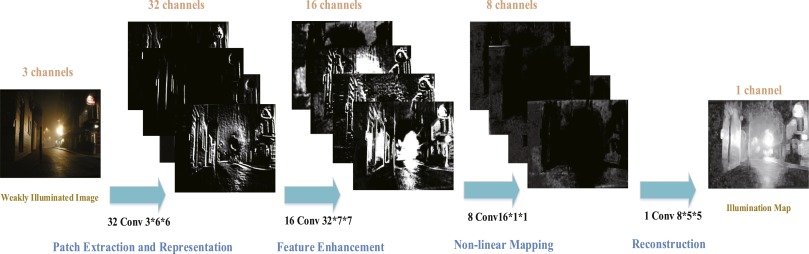 32 channels
16 channels
8 channels
3 channels
1 channel
Weakly Illuminated Image
Illumination Map
32 Conv 3*6*6
16 Conv 32*7*7
8 Conv16*1*1
1 Conv 8*5*5
Patch Extraction and Representation
Feature Enhancement
Non-linear Mapping
Reconstruction